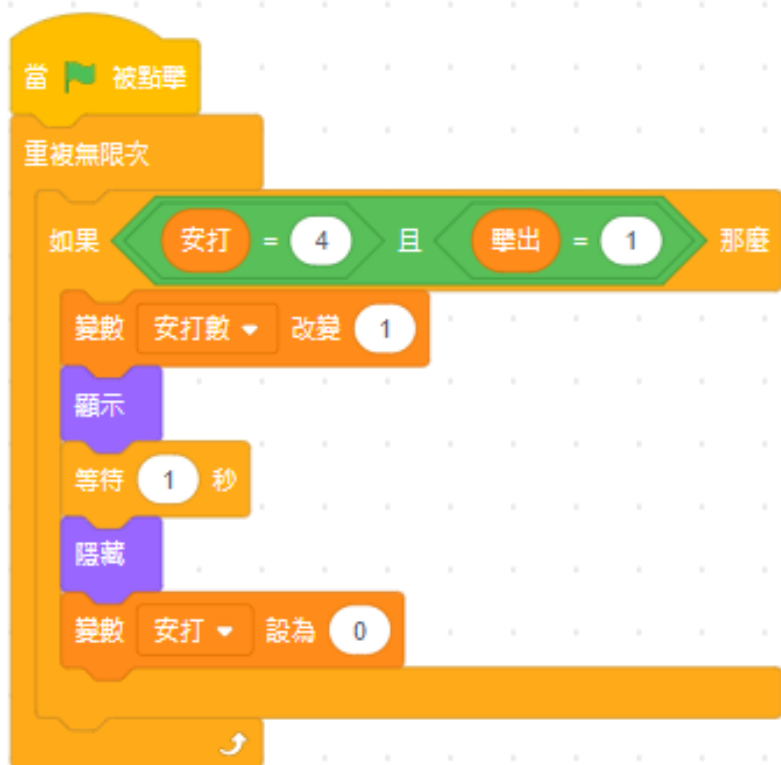 當 被點擊
重複無限次
如果 安打 = 4 且 擊出 = 1 那麼
變數 安打數 改變 1
顯示
等待 1 秒
隱藏
變數 安打 設為 0